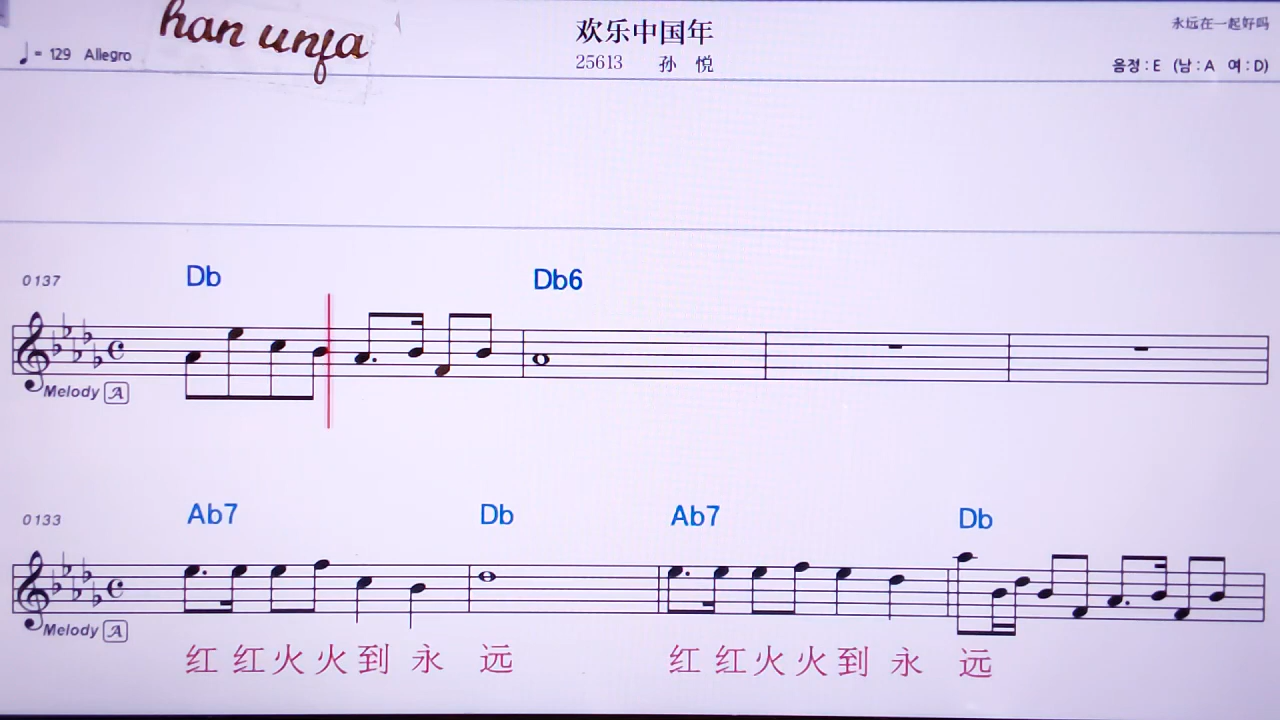 han unfa
欢乐中国年
永远在一起好吗
♩= 129 Allegro
25613 孙 悦
음정 : E (남 : A 여 : D)
0137
Db Db6
Melody A
0133
Ab7 Db Ab7 Db
Melody A
红 红 火 火 到 永 远 红 红 火 火 到 永 远